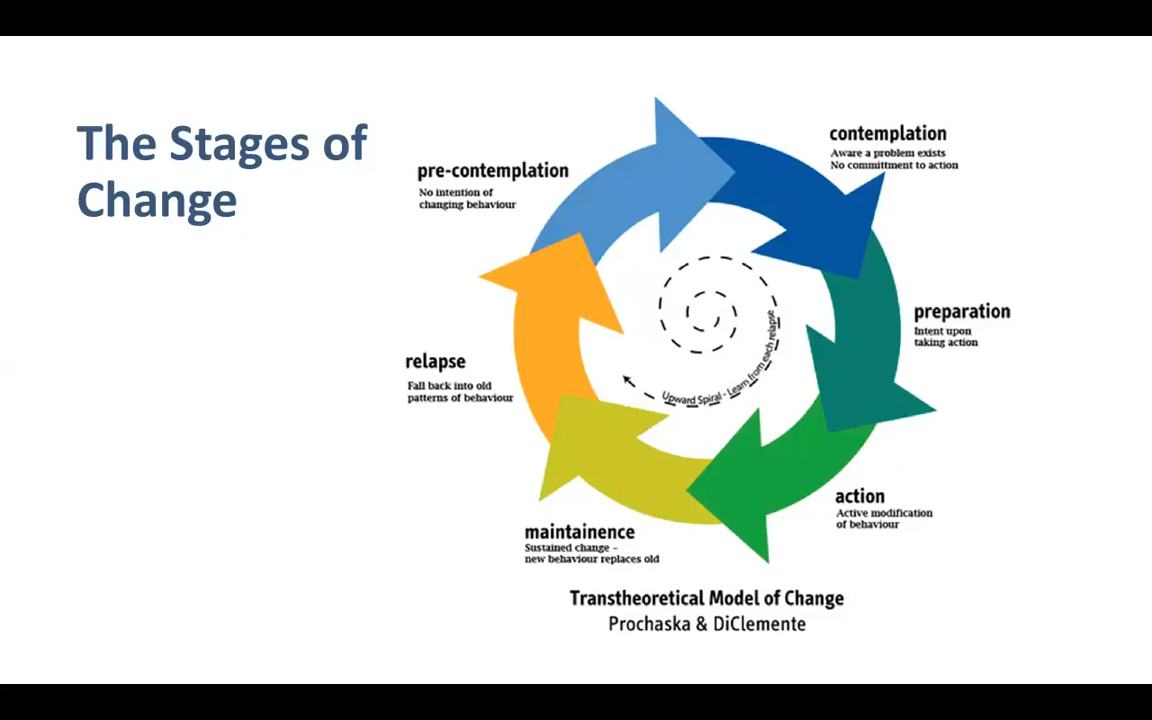 The Stages of
Change
pre-contemplation
No intention of
changing behaviour
contemplation
Aware a problem exists
No committment to action
preparation
Intent upon
taking action
action
Active modification
of behaviour
maintainence
Sustained change –
new behaviour replaces old
relapse
Fall back into old
patterns of behaviour
Upward Spiral - Learn from each relapse
Transtheoretical Model of Change
Prochaska & DiClemente